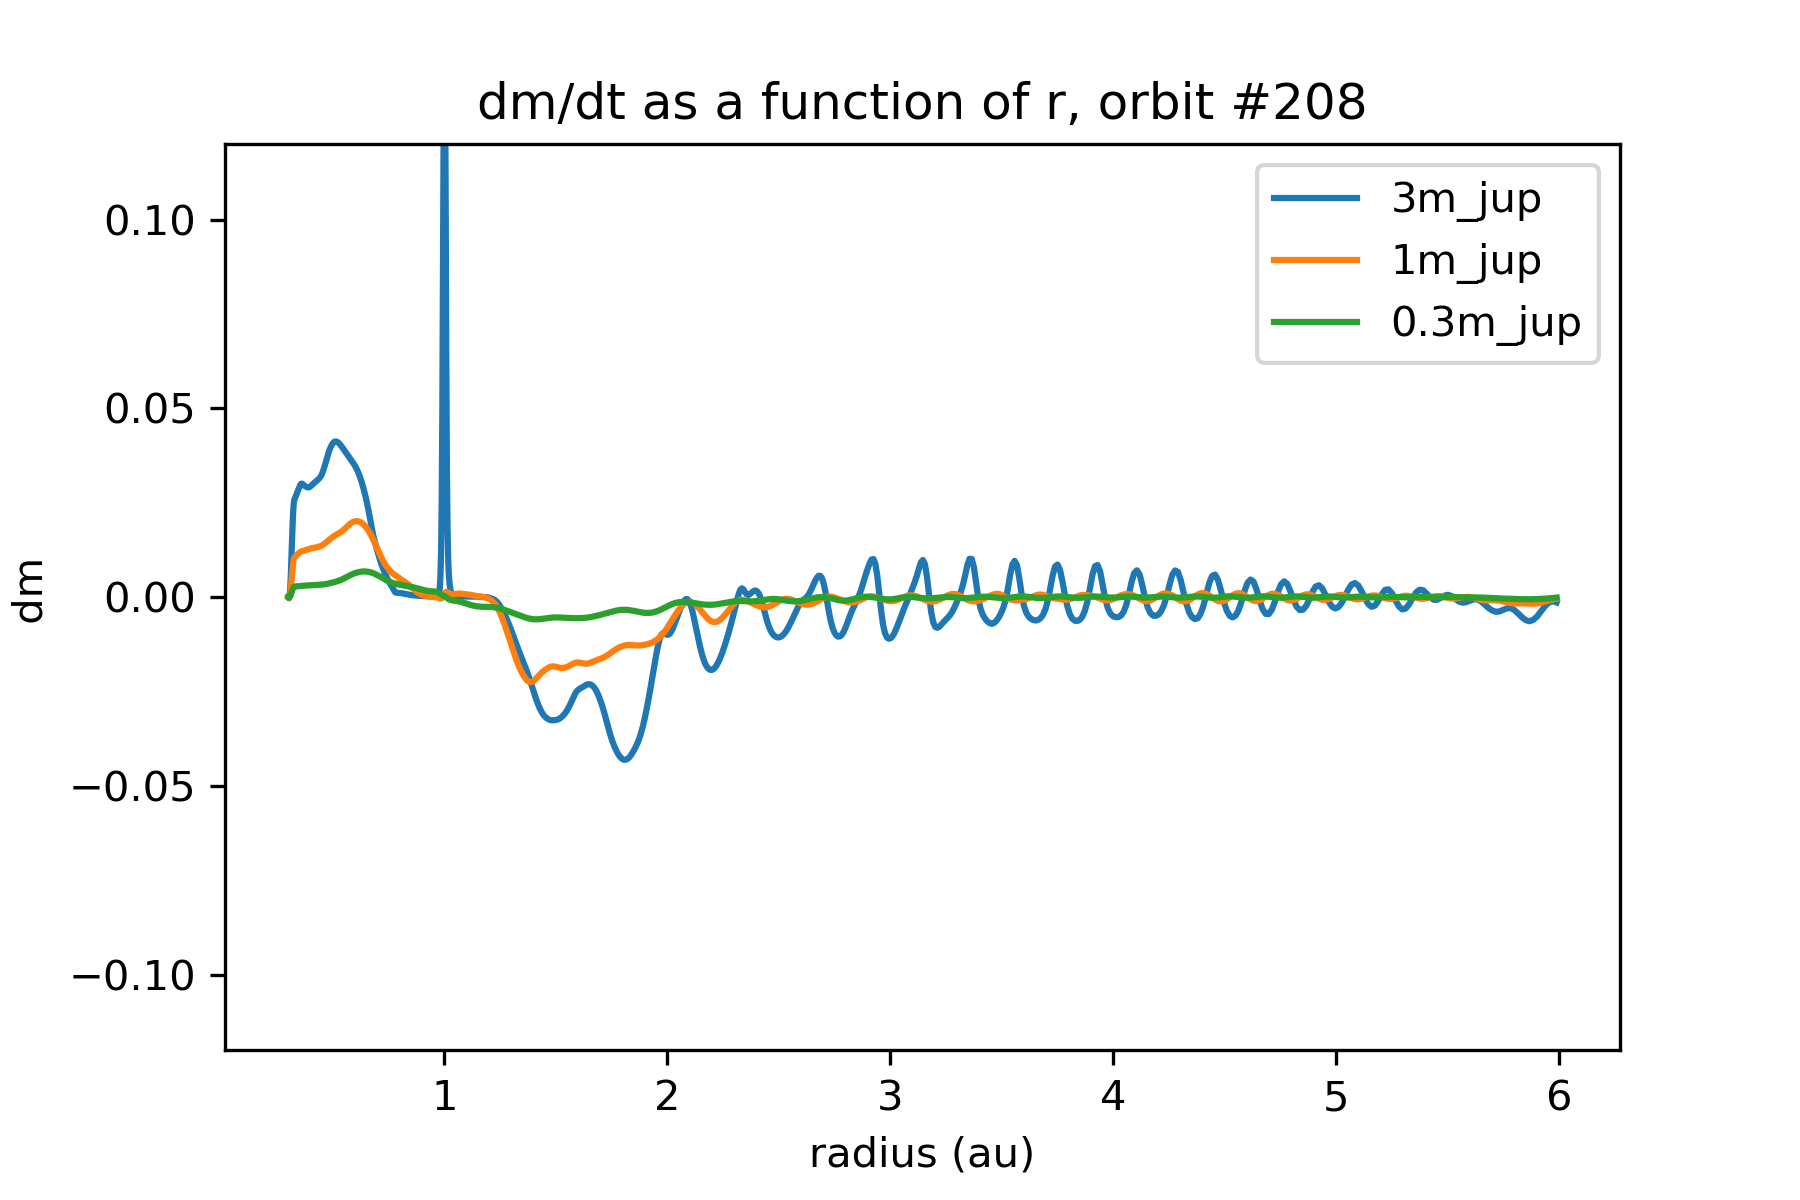 dm/dt as a function of r, orbit #208
3m_jup
1m_jup
0.3m_jup
0.10
0.05
0.00
−0.05
−0.10
dm
1 2 3 4 5 6
radius (au)